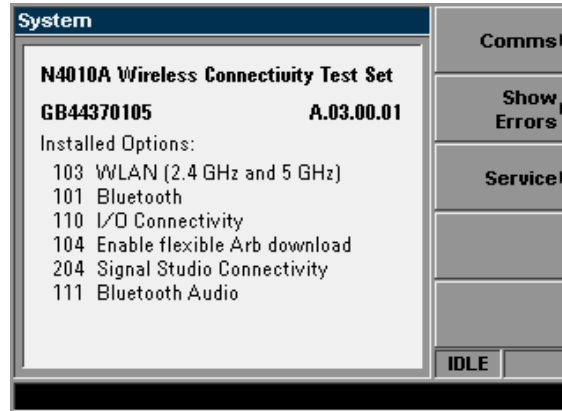 System
N4010A Wireless Connectivity Test Set
GB44370105 A.03.00.01
Installed Options:
103 WLAN (2.4 GHz and 5 GHz)
101 Bluetooth
110 I/O Connectivity
104 Enable flexible Arb download
204 Signal Studio Connectivity
111 Bluetooth Audio
Comms
Show
Errors
Service
IDLE